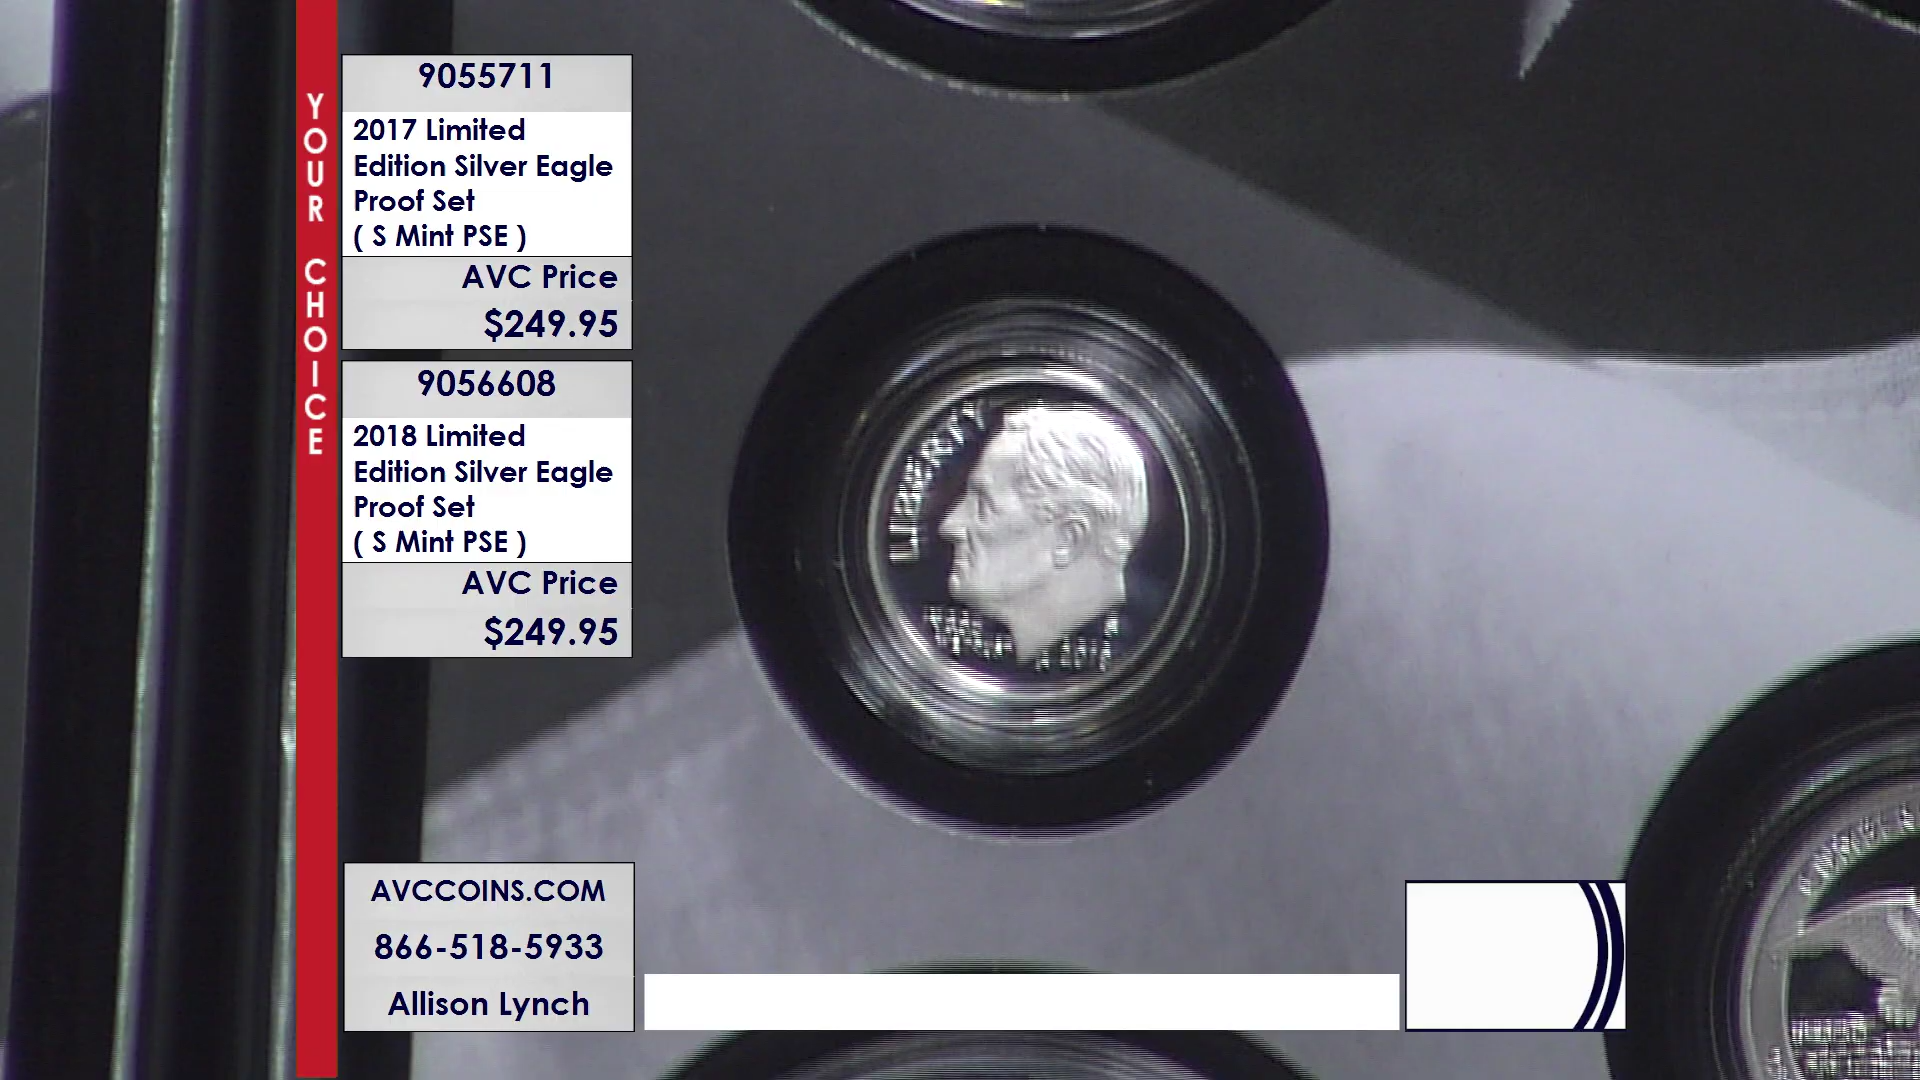 YOUR CHOICE
9055711
2017 Limited
Edition Silver Eagle
Proof Set
( S Mint PSE )
AVC Price
$249.95
9056608
2018 Limited
Edition Silver Eagle
Proof Set
( S Mint PSE )
AVC Price
$249.95
LIBERTY
AVCCOINS.COM
866-518-5933
Allison Lynch